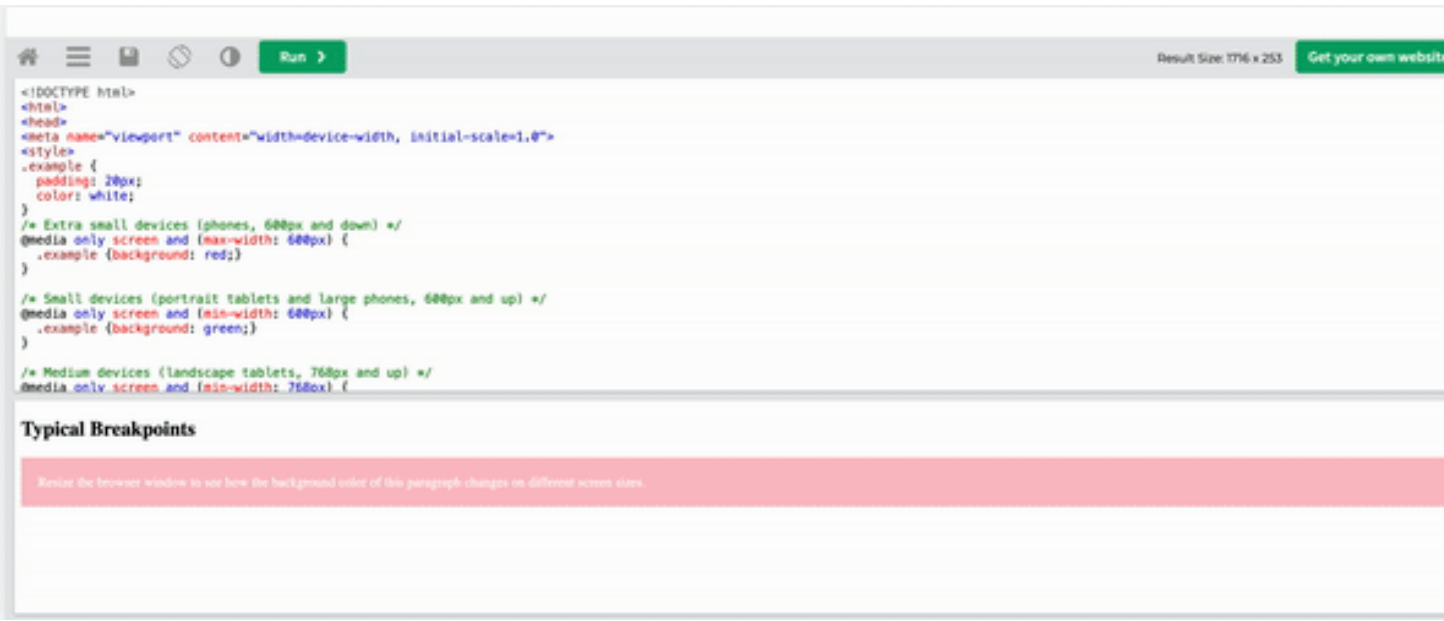 Run ❯
Result Size: 1716 x 253
Get your own website
<!DOCTYPE html>
<html>
<head>
<meta name="viewport" content="width=device-width, initial-scale=1.0">
<style>
.example {
  padding: 20px;
  color: white;
}
/* Extra small devices (phones, 600px and down) */
@media only screen and (max-width: 600px) {
  .example {background: red;}
}

/* Small devices (portrait tablets and large phones, 600px and up) */
@media only screen and (min-width: 600px) {
  .example {background: green;}
}

/* Medium devices (landscape tablets, 768px and up) */
@media only screen and (min-width: 768px) {
Typical Breakpoints
Resize the browser window to see how the background color of this paragraph changes on different screen sizes.